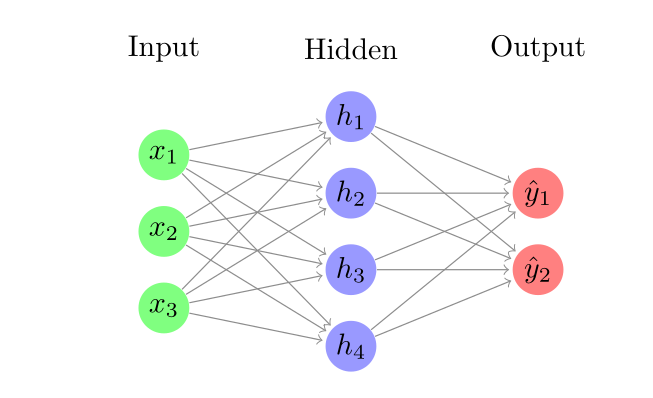 Input Hidden Output
x₁
x₂
x₃
h₁
h₂
h₃
h₄
ŷ₁
ŷ₂